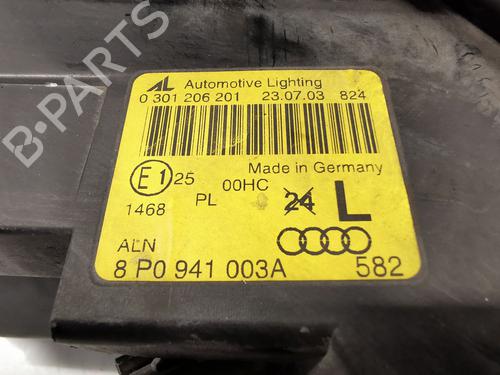 AL Automotive Lighting
0 301 206 201 23.07.03 824
Made in Germany
E1 25 00HC
1468 PL 24 L
ALN
8 P0 941 003A 582
B-PARTS